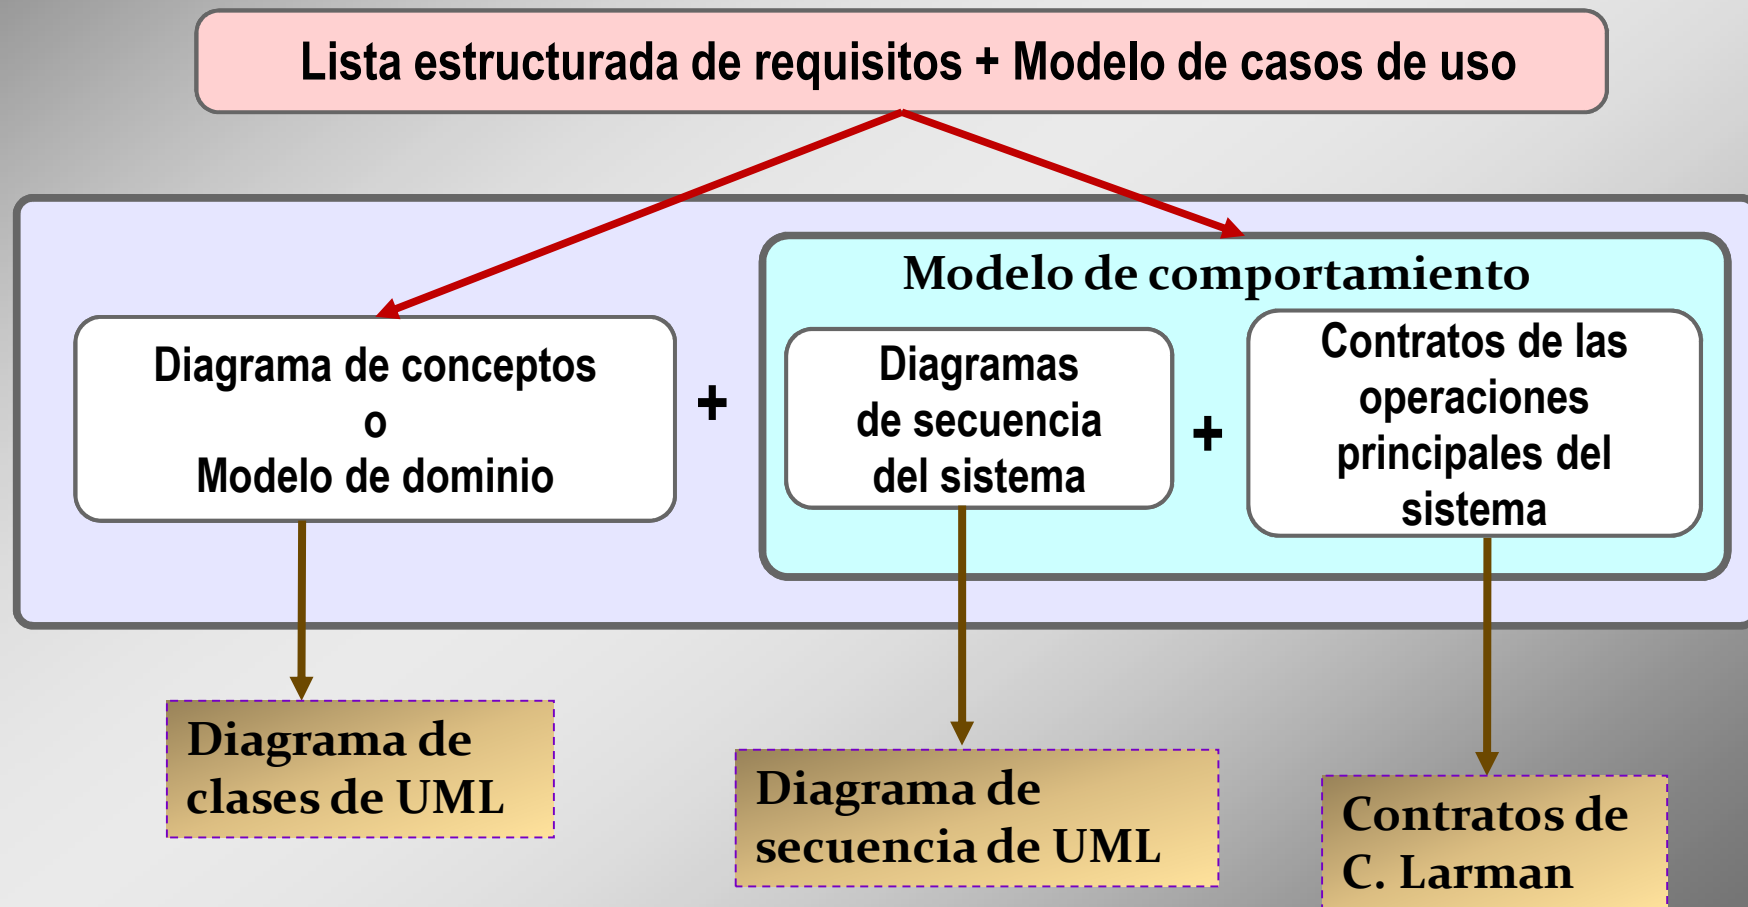 Lista estructurada de requisitos + Modelo de casos de uso
Modelo de comportamiento
Diagrama de conceptos
o
Modelo de dominio
+
Diagramas
de secuencia
del sistema
+
Contratos de las
operaciones
principales del
sistema
Diagrama de
clases de UML
Diagrama de
secuencia de UML
Contratos de
C. Larman